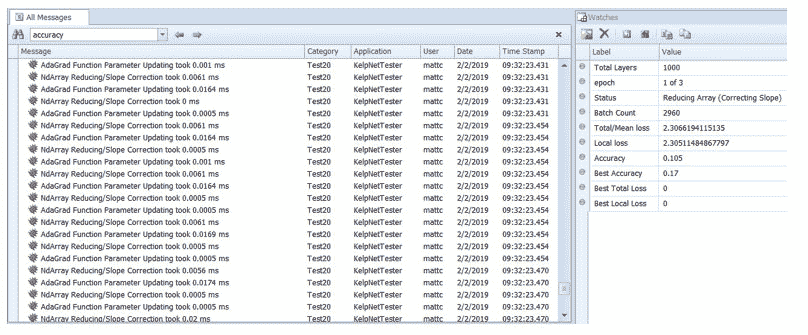 All Messages
accuracy
Message Category Application User Date Time Stamp
AdaGrad Function Parameter Updating took 0.001 ms Test20 KelpNetTester mattc 2/2/2019 09:32:23.431
NdArray Reducing/Slope Correction took 0.0061 ms Test20 KelpNetTester mattc 2/2/2019 09:32:23.431
AdaGrad Function Parameter Updating took 0.0164 ms Test20 KelpNetTester mattc 2/2/2019 09:32:23.431
NdArray Reducing/Slope Correction took 0 ms Test20 KelpNetTester mattc 2/2/2019 09:32:23.431
AdaGrad Function Parameter Updating took 0.0005 ms Test20 KelpNetTester mattc 2/2/2019 09:32:23.431
NdArray Reducing/Slope Correction took 0.0061 ms Test20 KelpNetTester mattc 2/2/2019 09:32:23.454
AdaGrad Function Parameter Updating took 0.0164 ms Test20 KelpNetTester mattc 2/2/2019 09:32:23.454
NdArray Reducing/Slope Correction took 0.0005 ms Test20 KelpNetTester mattc 2/2/2019 09:32:23.454
AdaGrad Function Parameter Updating took 0.001 ms Test20 KelpNetTester mattc 2/2/2019 09:32:23.454
NdArray Reducing/Slope Correction took 0.0061 ms Test20 KelpNetTester mattc 2/2/2019 09:32:23.454
AdaGrad Function Parameter Updating took 0.0164 ms Test20 KelpNetTester mattc 2/2/2019 09:32:23.454
NdArray Reducing/Slope Correction took 0.0005 ms Test20 KelpNetTester mattc 2/2/2019 09:32:23.454
AdaGrad Function Parameter Updating took 0.0005 ms Test20 KelpNetTester mattc 2/2/2019 09:32:23.454
NdArray Reducing/Slope Correction took 0.0061 ms Test20 KelpNetTester mattc 2/2/2019 09:32:23.454
AdaGrad Function Parameter Updating took 0.0169 ms Test20 KelpNetTester mattc 2/2/2019 09:32:23.454
NdArray Reducing/Slope Correction took 0.0005 ms Test20 KelpNetTester mattc 2/2/2019 09:32:23.454
AdaGrad Function Parameter Updating took 0.0005 ms Test20 KelpNetTester mattc 2/2/2019 09:32:23.454
NdArray Reducing/Slope Correction took 0.0056 ms Test20 KelpNetTester mattc 2/2/2019 09:32:23.470
AdaGrad Function Parameter Updating took 0.0174 ms Test20 KelpNetTester mattc 2/2/2019 09:32:23.470
NdArray Reducing/Slope Correction took 0.0005 ms Test20 KelpNetTester mattc 2/2/2019 09:32:23.470
AdaGrad Function Parameter Updating took 0.0005 ms Test20 KelpNetTester mattc 2/2/2019 09:32:23.470
NdArray Reducing/Slope Correction took 0.02 ms Test20 KelpNetTester mattc 2/2/2019 09:32:23.470
Watches
Label Value
Total Layers 1000
epoch 1 of 3
Status Reducing Array (Correcting Slope)
Batch Count 2960
Total/Mean loss 2.3066194115135
Local loss 2.30511484867797
Accuracy 0.105
Best Accuracy 0.17
Best Total Loss 0
Best Local Loss 0